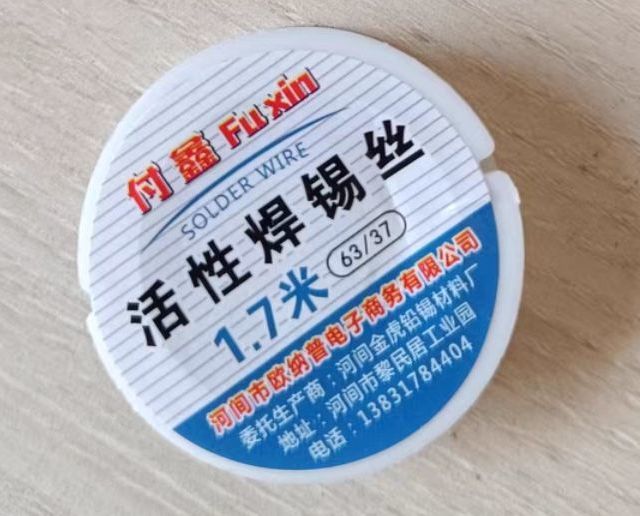 付鑫 Fu xin
SOLDER WIRE
活性焊锡丝
1.7米 63/37
河间市欧纳普电子商务有限公司
委托生产商：河间金虎铅锡材料厂
地址：河间市黎民居工业园
电话：13831784404